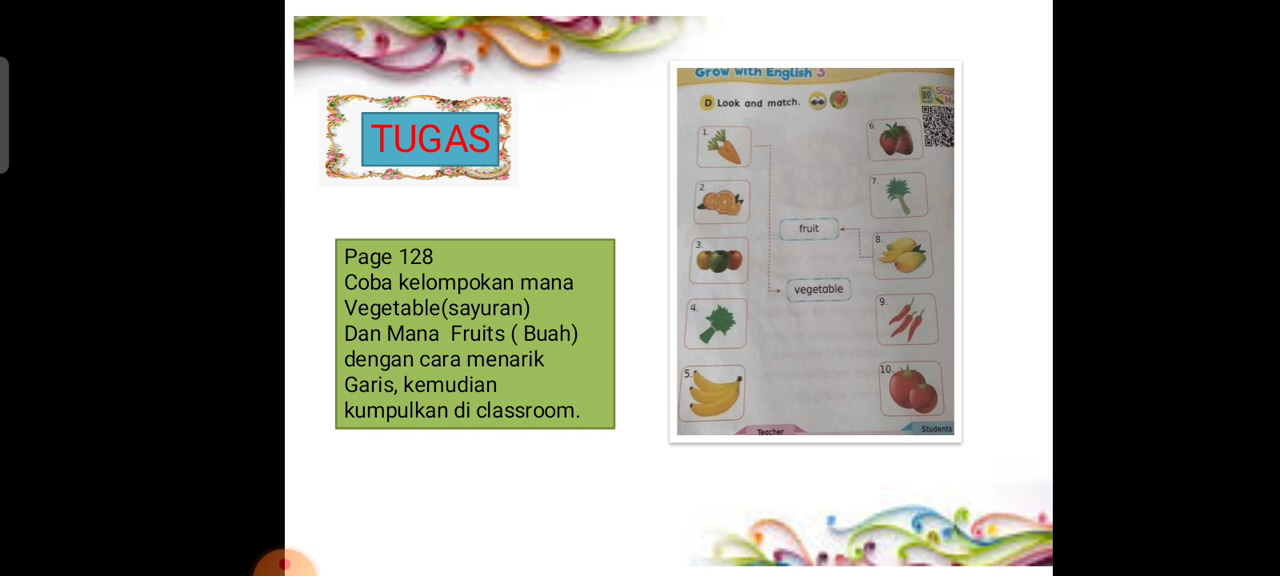 TUGAS
Page 128
Coba kelompokan mana
Vegetable(sayuran)
Dan Mana  Fruits ( Buah)
dengan cara menarik
Garis, kemudian
kumpulkan di classroom.
Grow with English 3
D Look and match.
1.
2.
3.
4.
5.
fruit
vegetable
6.
7.
8.
9.
10.
Teacher
Students